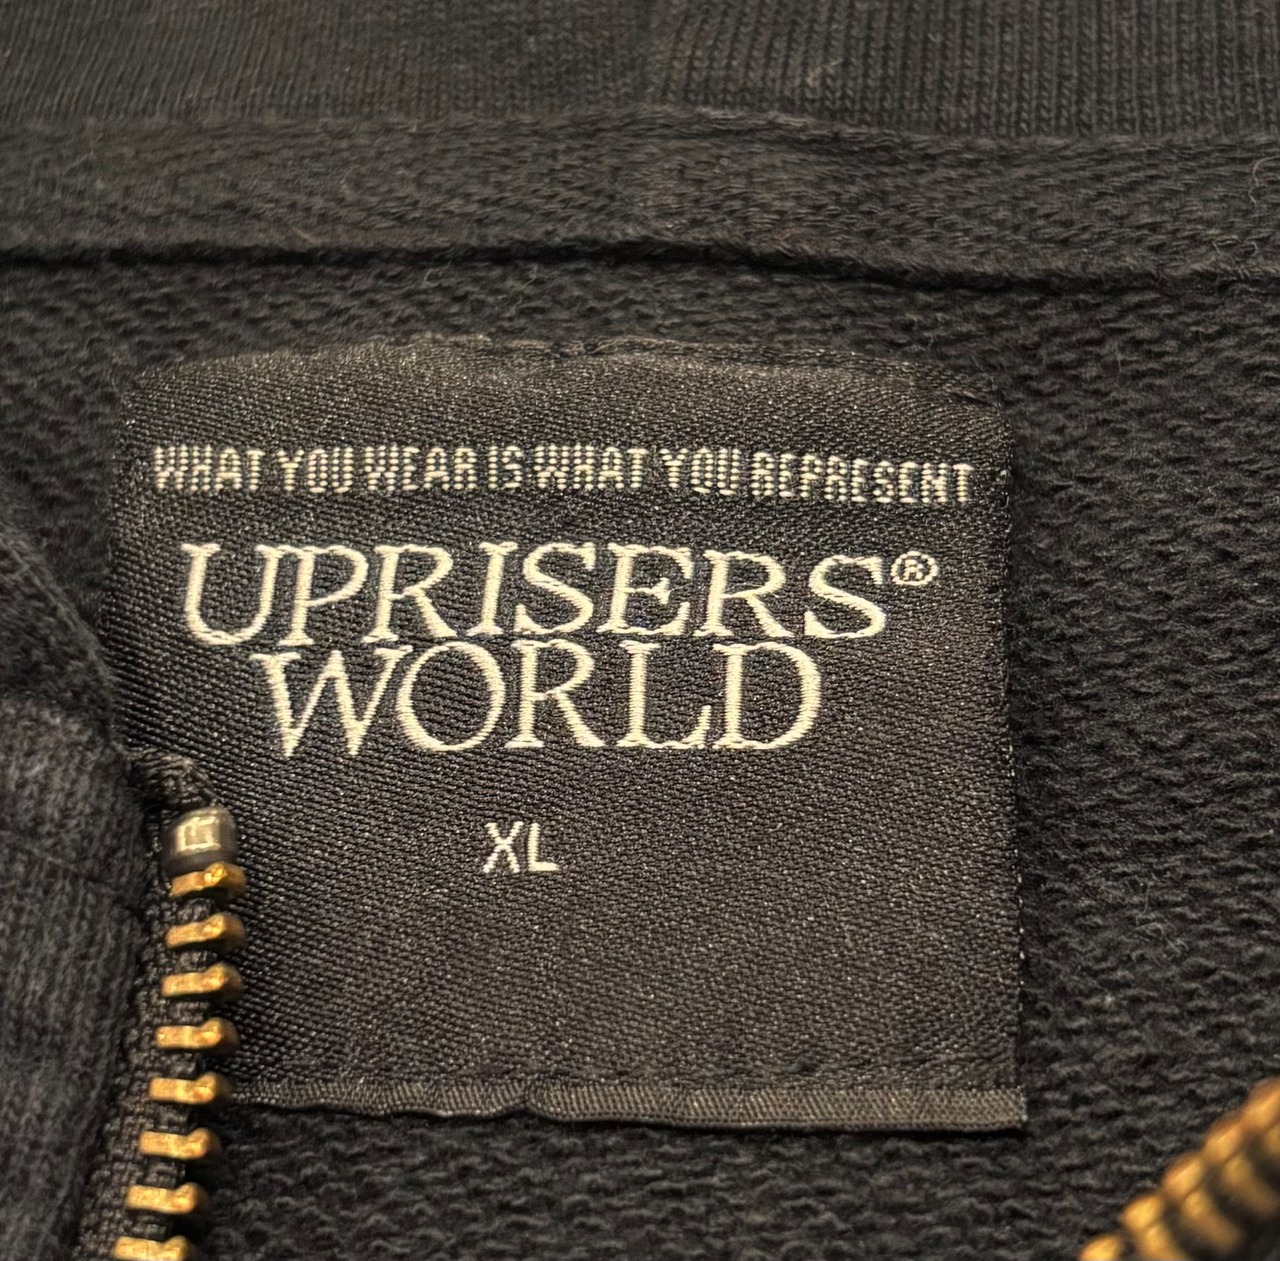 WHAT YOU WEAR IS WHAT YOU REPRESENT
UPRISERS®
WORLD
XL